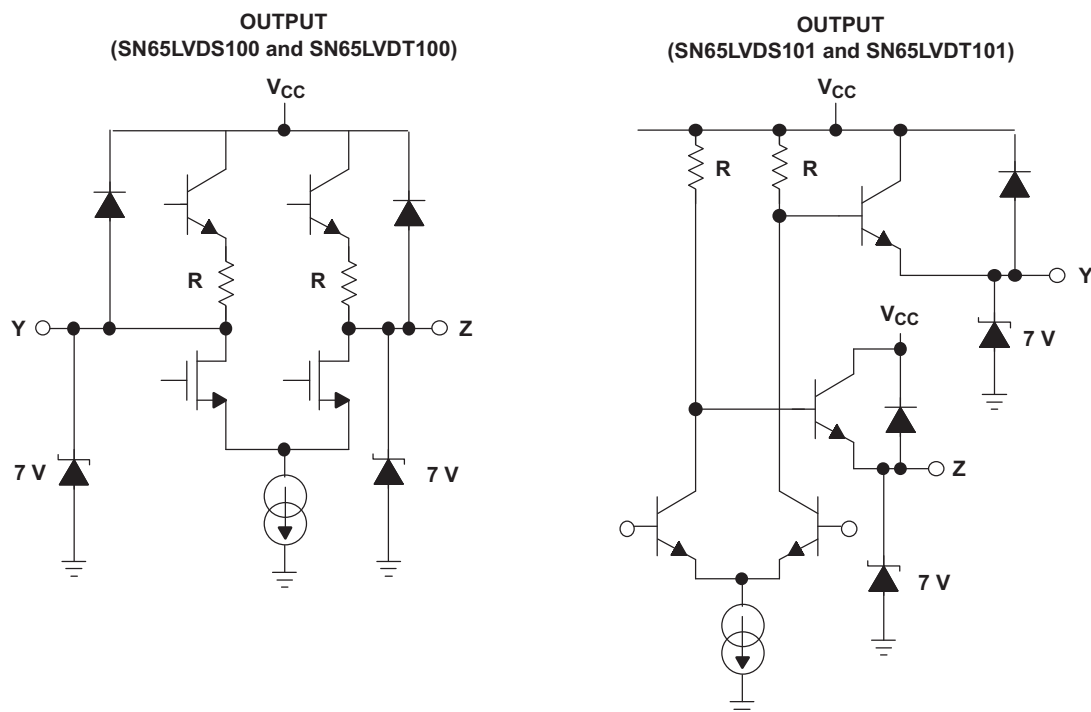 OUTPUT
(SN65LVDS100 and SN65LVDT100)
VCC
R
R
Y
Z
7 V
7 V
OUTPUT
(SN65LVDS101 and SN65LVDT101)
VCC
R
R
Y
7 V
VCC
Z
7 V